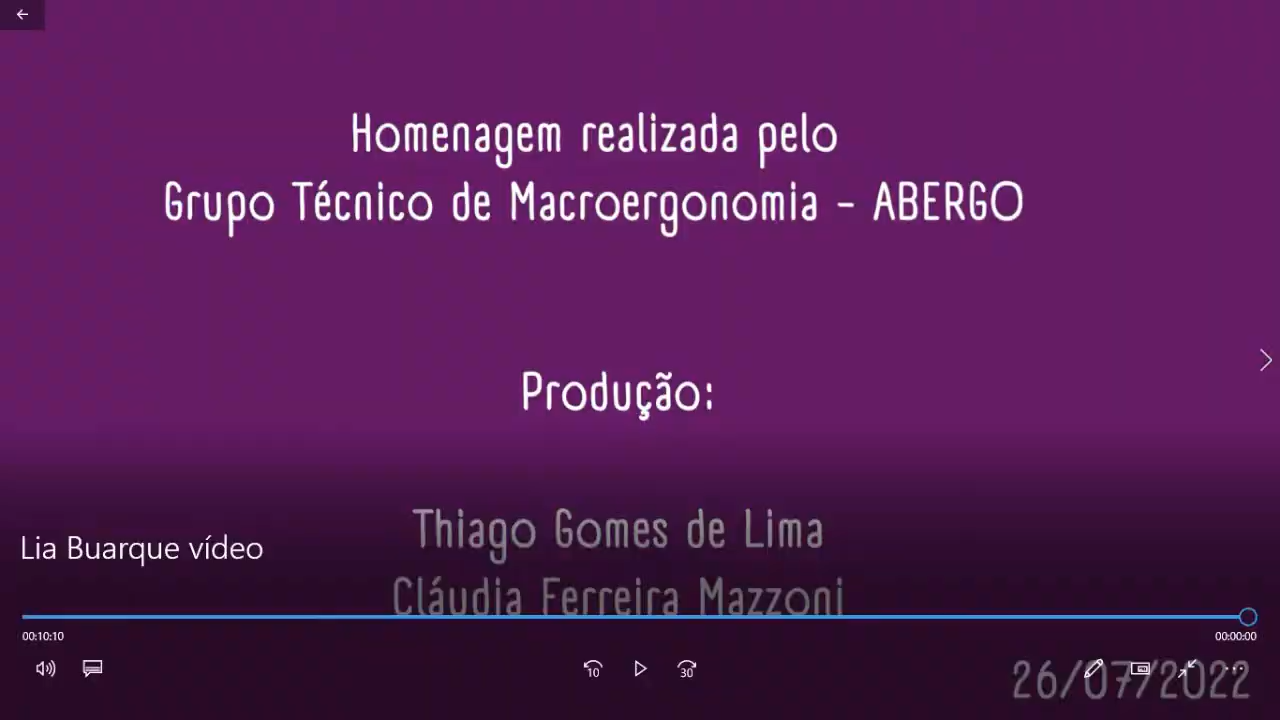 Homenagem realizada pelo
Grupo Técnico de Macroergonomia - ABERGO
Produção:
Thiago Gomes de Lima
Lia Buarque vídeo
Cláudia Ferreira Mazzoni
00:10:10
00:00:00
10
30
26/07/2022